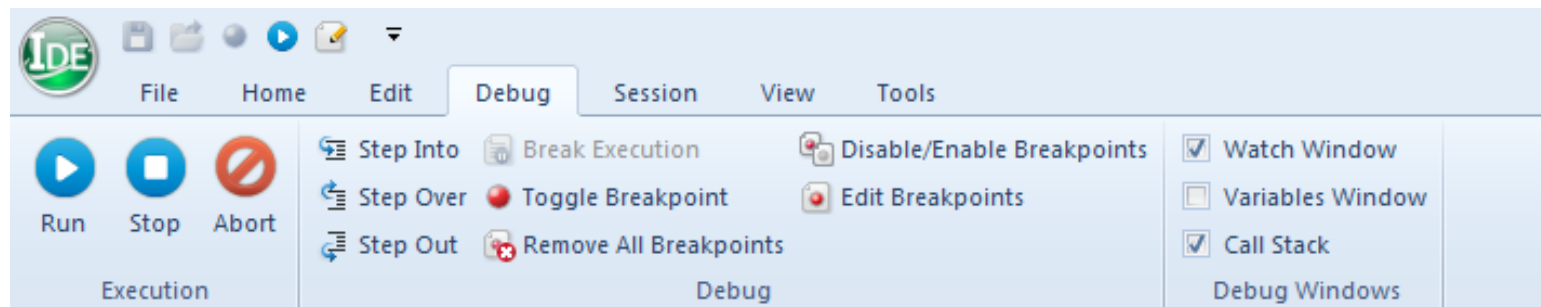 IDE
File Home Edit Debug Session View Tools
Step Into Break Execution Disable/Enable Breakpoints Watch Window
Step Over Toggle Breakpoint Edit Breakpoints Variables Window
Run Stop Abort
Step Out Remove All Breakpoints Call Stack
Execution Debug Debug Windows